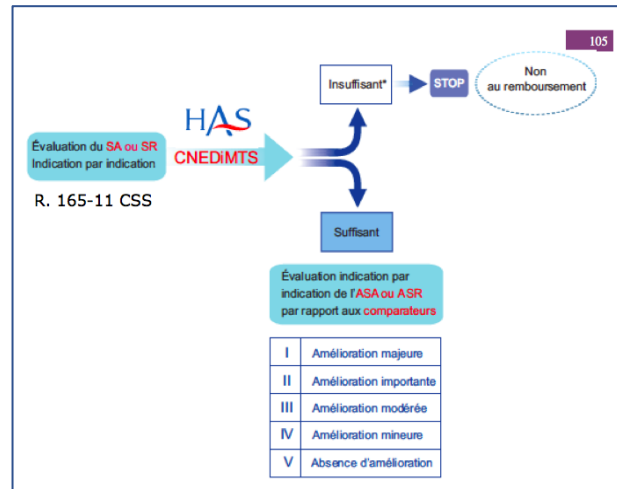 105
Insuffisant*
STOP
Non
au remboursement
HAS
CNEDiMTS
Évaluation du SA ou SR
Indication par indication
R. 165-11 CSS
Suffisant
Évaluation indication par
indication de l'ASA ou ASR
par rapport aux comparateurs
I Amélioration majeure
II Amélioration importante
III Amélioration modérée
IV Amélioration mineure
V Absence d'amélioration